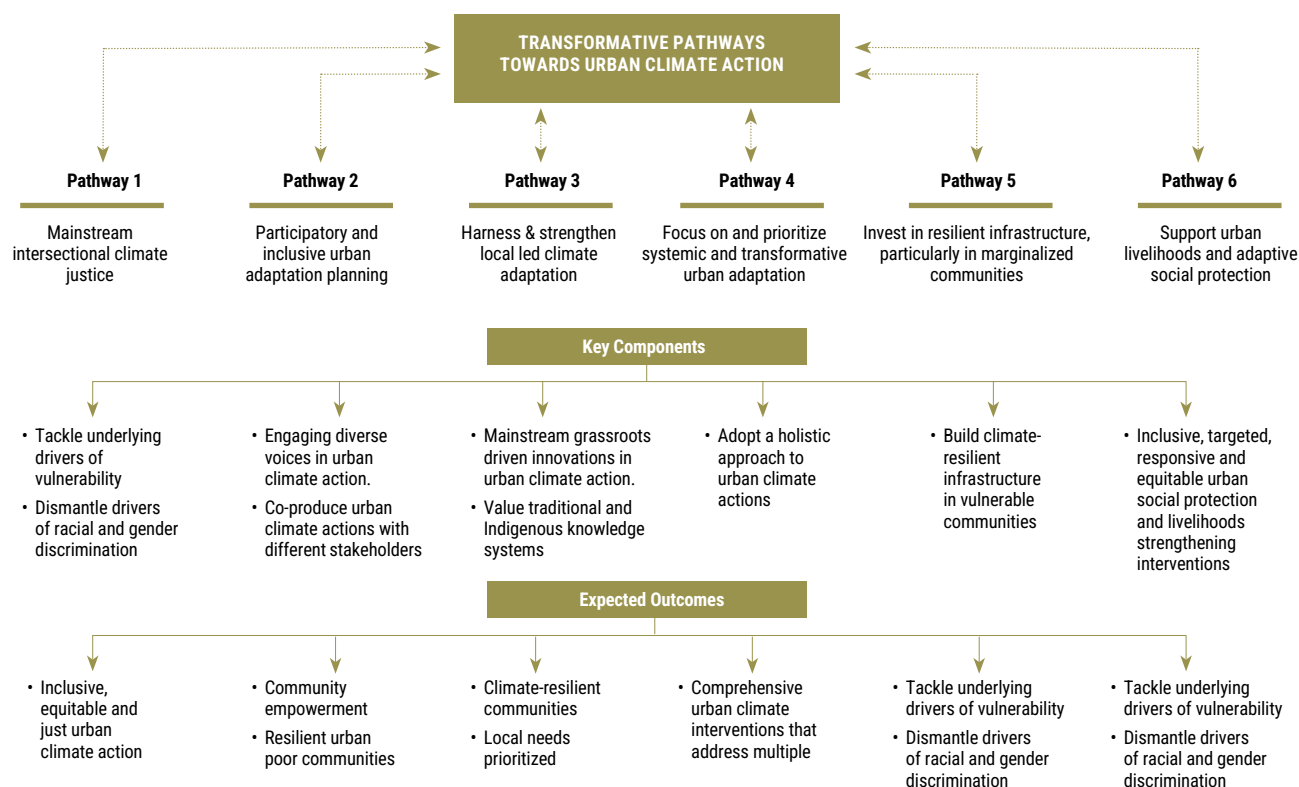 TRANSFORMATIVE PATHWAYS
TOWARDS URBAN CLIMATE ACTION
Pathway 1
Mainstream
intersectional climate
justice
Pathway 2
Participatory and
inclusive urban
adaptation planning
Pathway 3
Harness & strengthen
local led climate
adaptation
Pathway 4
Focus on and prioritize
systemic and transformative
urban adaptation
Pathway 5
Invest in resilient infrastructure,
particularly in marginalized
communities
Pathway 6
Support urban
livelihoods and adaptive
social protection
Key Components
• Tackle underlying
drivers of
vulnerability
• Dismantle drivers
of racial and gender
discrimination
• Engaging diverse
voices in urban
climate action.
• Co-produce urban
climate actions with
different stakeholders
• Mainstream grassroots
driven innovations in
urban climate action.
• Value traditional and
Indigenous knowledge
systems
• Adopt a holistic
approach to
urban climate
actions
• Build climate-
resilient
infrastructure
in vulnerable
communities
• Inclusive, targeted,
responsive and
equitable urban
social protection
and livelihoods
strengthening
interventions
Expected Outcomes
• Inclusive,
equitable and
just urban
climate action
• Community
empowerment
• Resilient urban
poor communities
• Climate-resilient
communities
• Local needs
prioritized
• Comprehensive
urban climate
interventions that
address multiple
• Tackle underlying
drivers of vulnerability
• Dismantle drivers
of racial and gender
discrimination
• Tackle underlying
drivers of vulnerability
• Dismantle drivers
of racial and gender
discrimination